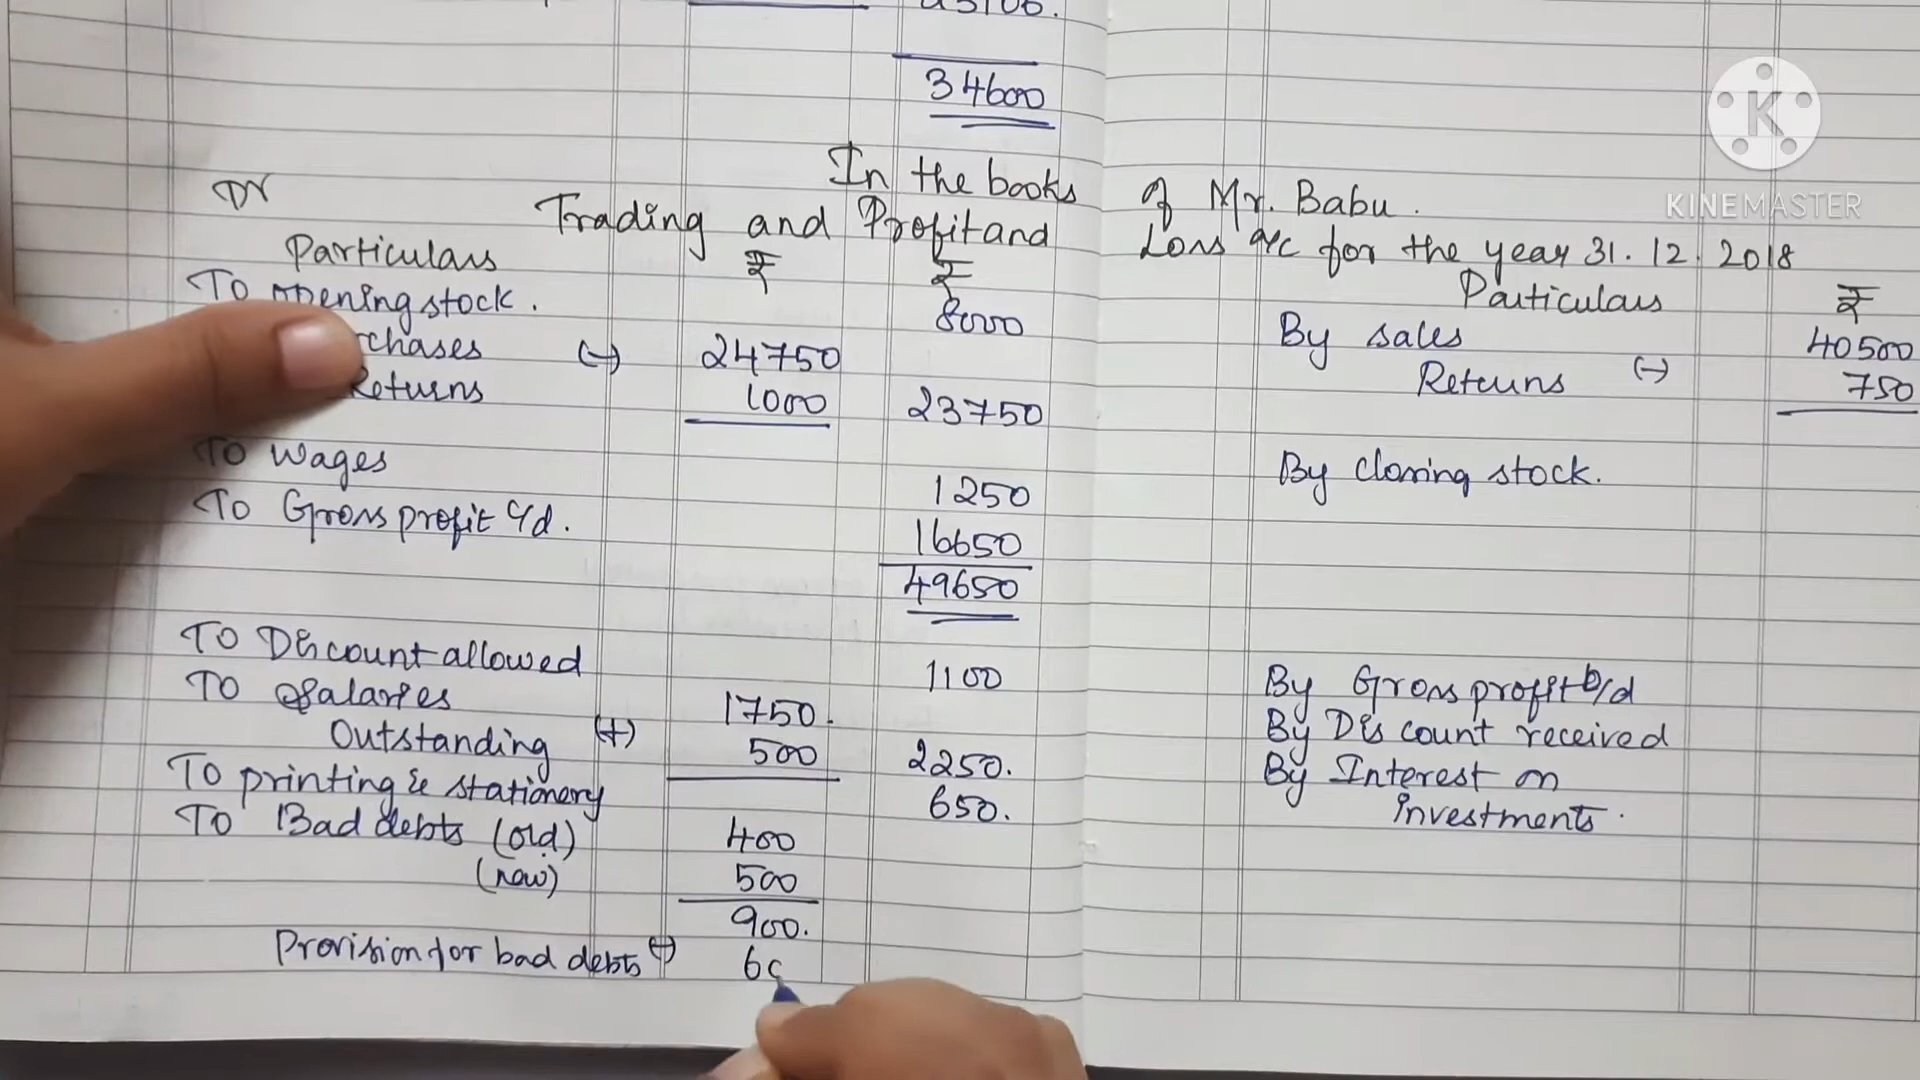 34600
In the books of Mr. Babu.
Dr
Trading and Profit and Loss a/c for the year 31.12.2018
Particulars ₹ ₹ Particulars ₹
To opening stock. 8000 By sales 40500
chases (-) 24750 Returns (-) 750
Returns 1000 23750
To Wages 1250 By Closing stock.
To Gross profit c/d. 16650
49650
To Discount allowed 1100 By Gross profit b/d
To Salaries 1750. By Discount received
Outstanding (+) 500 2250. By Interest on
To printing & stationery 650. investments.
To Bad debts (old) 400
(new) 500
900.
Provision for bad debts (-) 60
K
KINEMASTER